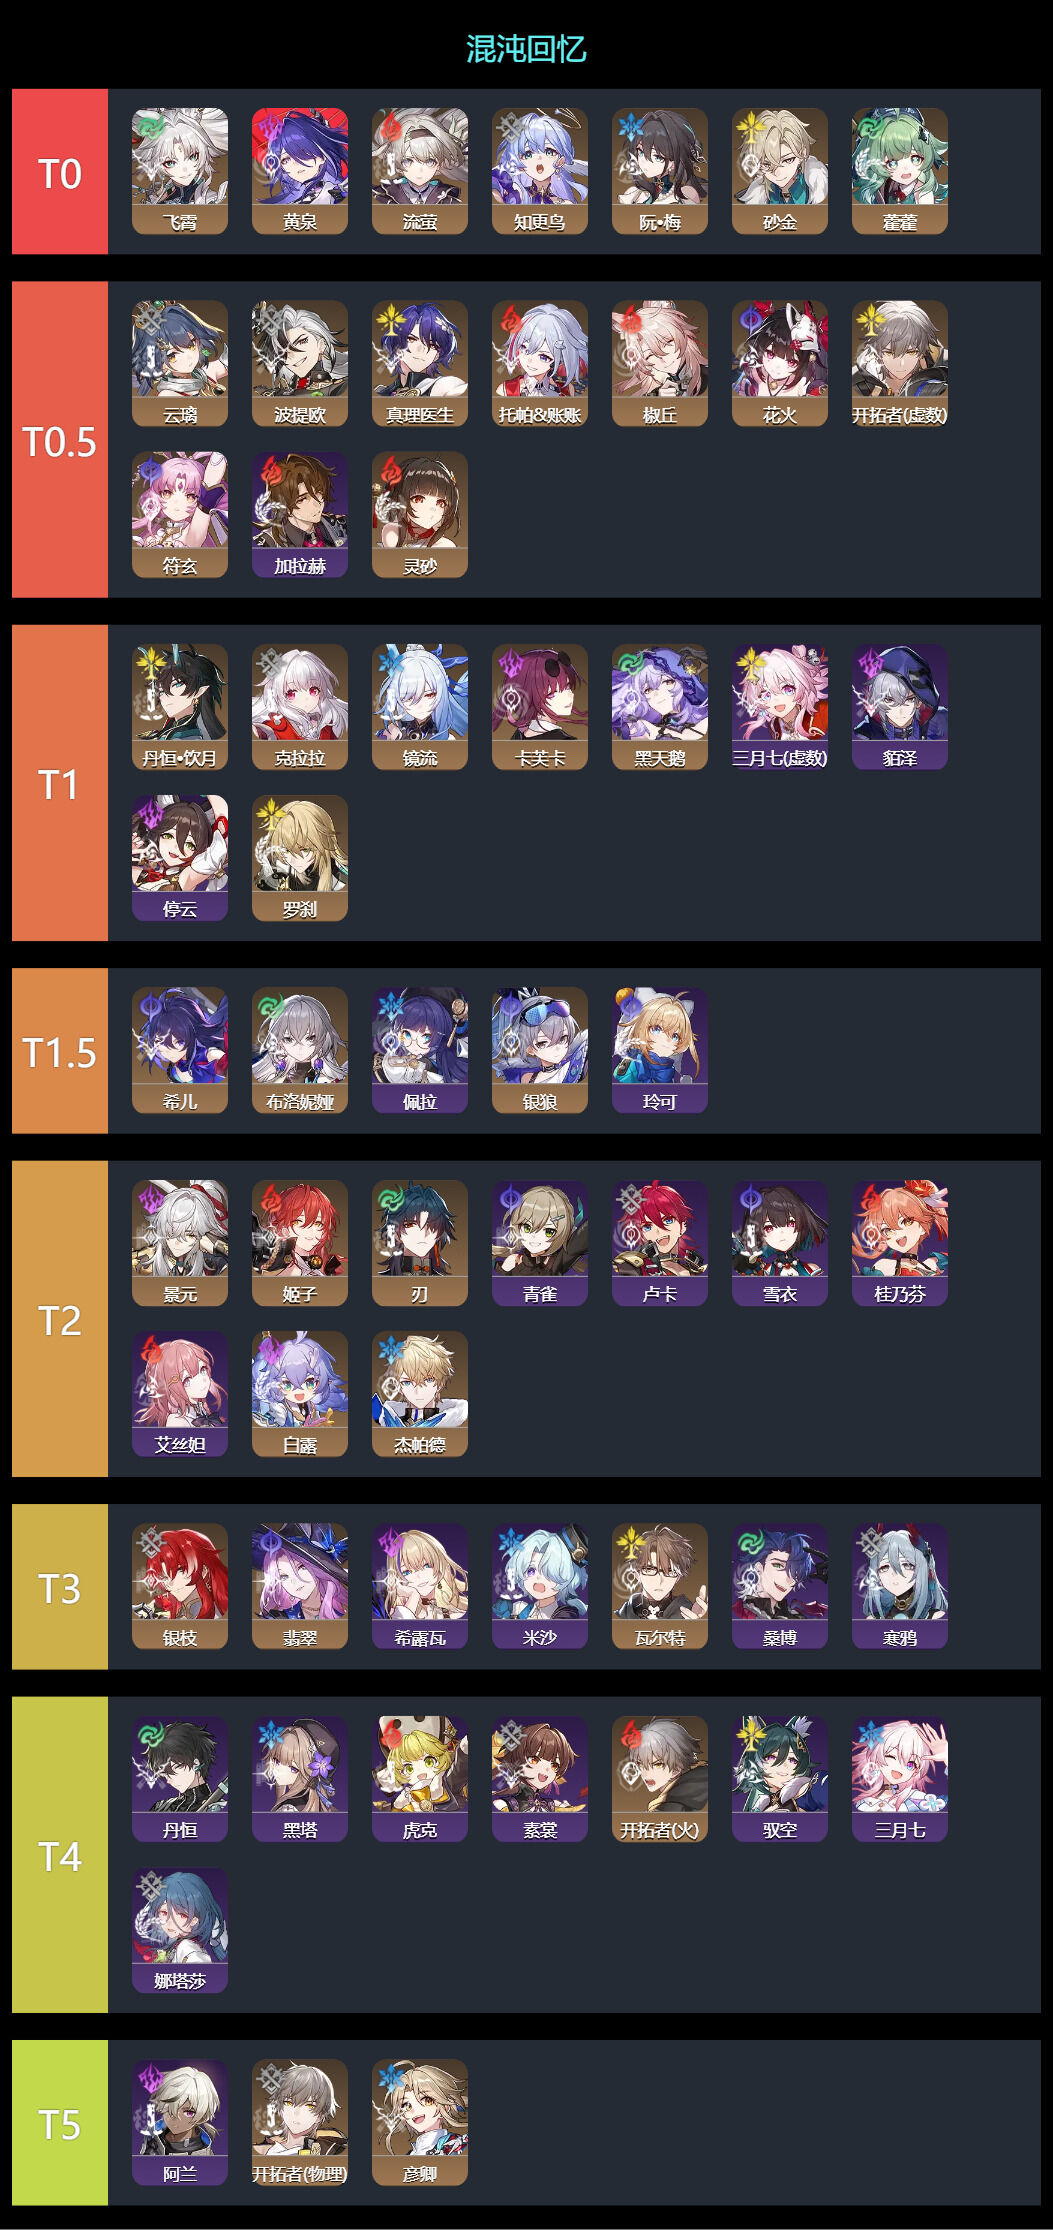 混沌回忆
T0
飞霄 黄泉 流萤 知更鸟 阮•梅 砂金 藿藿
T0.5
云璃 波提欧 真理医生 托帕&账账 椒丘 花火 开拓者(虚数)
符玄 加拉赫 灵砂
T1
丹恒•饮月 克拉拉 镜流 卡芙卡 黑天鹅 三月七(虚数) 貊泽
停云 罗刹
T1.5
希儿 布洛妮娅 佩拉 银狼 玲可
T2
景元 姬子 刃 青雀 卢卡 雪衣 桂乃芬
艾丝妲 白露 杰帕德
T3
银枝 翡翠 希露瓦 米沙 瓦尔特 桑博 寒鸦
T4
丹恒 黑塔 虎克 素裳 开拓者(火) 驭空 三月七
娜塔莎
T5
阿兰 开拓者(物理) 彦卿